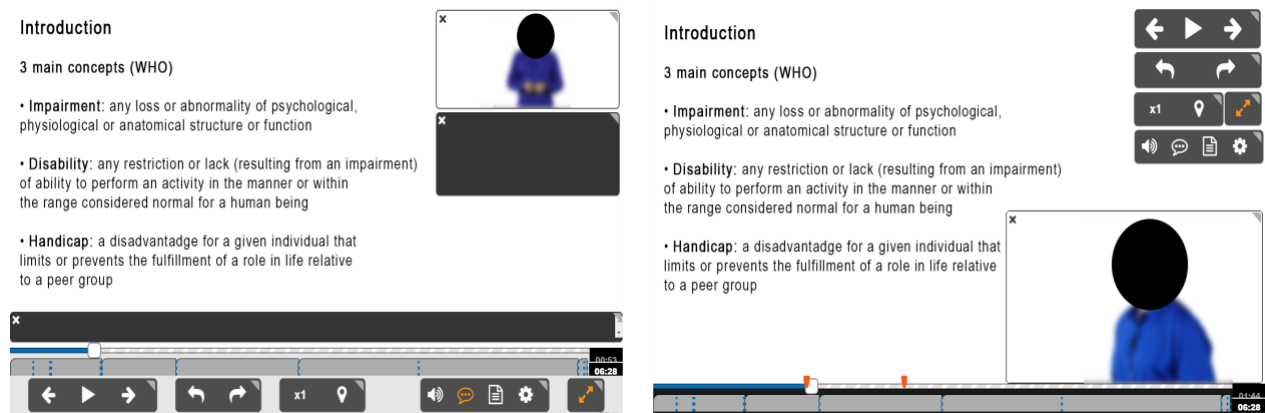 Introduction
3 main concepts (WHO)
• Impairment: any loss or abnormality of psychological,
physiological or anatomical structure or function
• Disability: any restriction or lack (resulting from an impairment)
of ability to perform an activity in the manner or within
the range considered normal for a human being
• Handicap: a disadvantadge for a given individual that
limits or prevents the fulfillment of a role in life relative
to a peer group
00:53
06:28
x1
Introduction
3 main concepts (WHO)
• Impairment: any loss or abnormality of psychological,
physiological or anatomical structure or function
• Disability: any restriction or lack (resulting from an impairment)
of ability to perform an activity in the manner or within
the range considered normal for a human being
• Handicap: a disadvantadge for a given individual that
limits or prevents the fulfillment of a role in life relative
to a peer group
x1
01:44
06:28